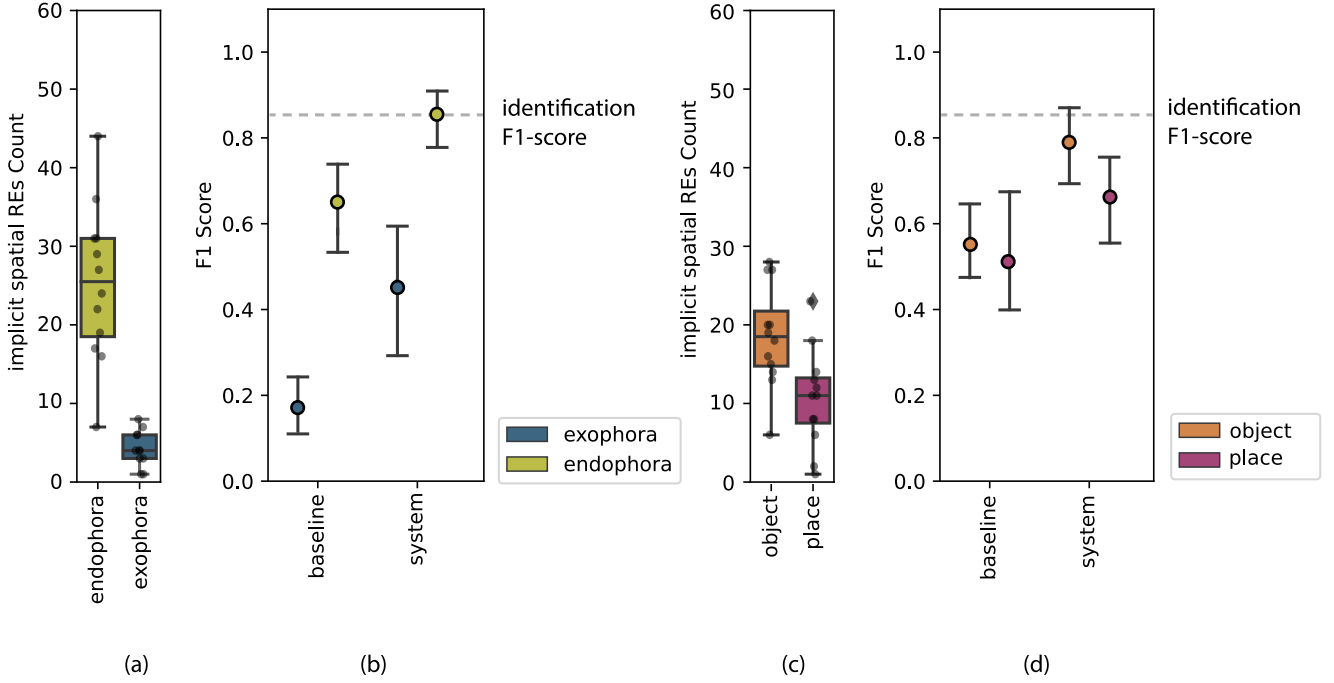 implicit spatial REs Count
60
50
40
30
20
10
0
endophora
exophora
(a)
F1 Score
1.0
0.8
0.6
0.4
0.2
0.0
baseline
system
identification
F1-score
exophora
endophora
(b)
implicit spatial REs Count
60
50
40
30
20
10
0
object
place
(c)
F1 Score
1.0
0.8
0.6
0.4
0.2
0.0
baseline
system
identification
F1-score
object
place
(d)